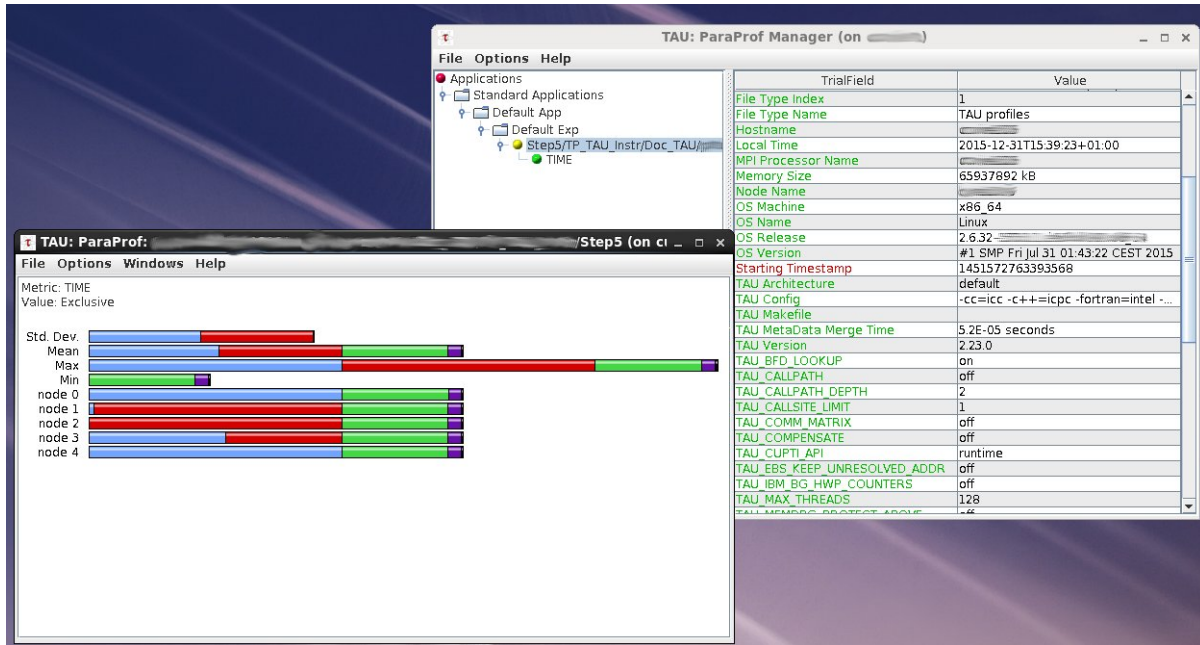 TAU: ParaProf Manager (on )
File Options Help
Applications
Standard Applications
Default App
Default Exp
Step5/TP_TAU_Instr/Doc_TAU/
TIME
TrialField Value
File Type Index 1
File Type Name TAU profiles
Hostname
Local Time 2015-12-31T15:39:23+01:00
MPI Processor Name
Memory Size 65937892 kB
Node Name
OS Machine x86_64
OS Name Linux
OS Release 2.6.32-
OS Version #1 SMP Fri Jul 31 01:43:22 CEST 2015
Starting Timestamp 1451572763393568
TAU Architecture default
TAU Config -cc=icc -c++=icpc -fortran=intel -...
TAU Makefile
TAU MetaData Merge Time 5.2E-05 seconds
TAU Version 2.23.0
TAU_BFD_LOOKUP on
TAU_CALLPATH off
TAU_CALLPATH_DEPTH 2
TAU_CALLSITE_LIMIT 1
TAU_COMM_MATRIX off
TAU_COMPENSATE off
TAU_CUPTI_API runtime
TAU_EBS_KEEP_UNRESOLVED_ADDR off
TAU_IBM_BG_HWP_COUNTERS off
TAU_MAX_THREADS 128
TAU: ParaProf: /Step5 (on
File Options Windows Help
Metric: TIME
Value: Exclusive
Std. Dev.
Mean
Max
Min
node 0
node 1
node 2
node 3
node 4